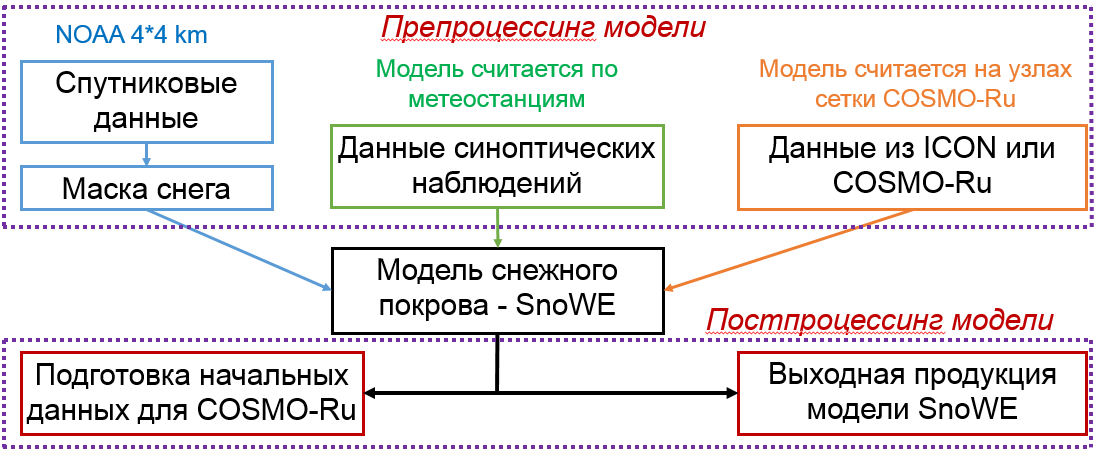 Препроцессинг модели
NOAA 4*4 km
Спутниковые
данные
Маска снега
Модель считается по
метеостанциям
Данные синоптических
наблюдений
Модель считается на узлах
сетки COSMO-Ru
Данные из ICON или
COSMO-Ru
Модель снежного
покрова - SnoWE
Постпроцессинг модели
Подготовка начальных
данных для COSMO-Ru
Выходная продукция
модели SnoWE